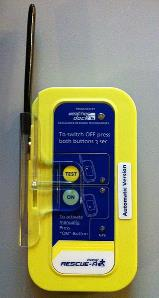 To switch OFF press
both buttons 3 sec
TEST
ON
To activate
manually
Press
"ON" Button
RESCUE-
Automatic Version